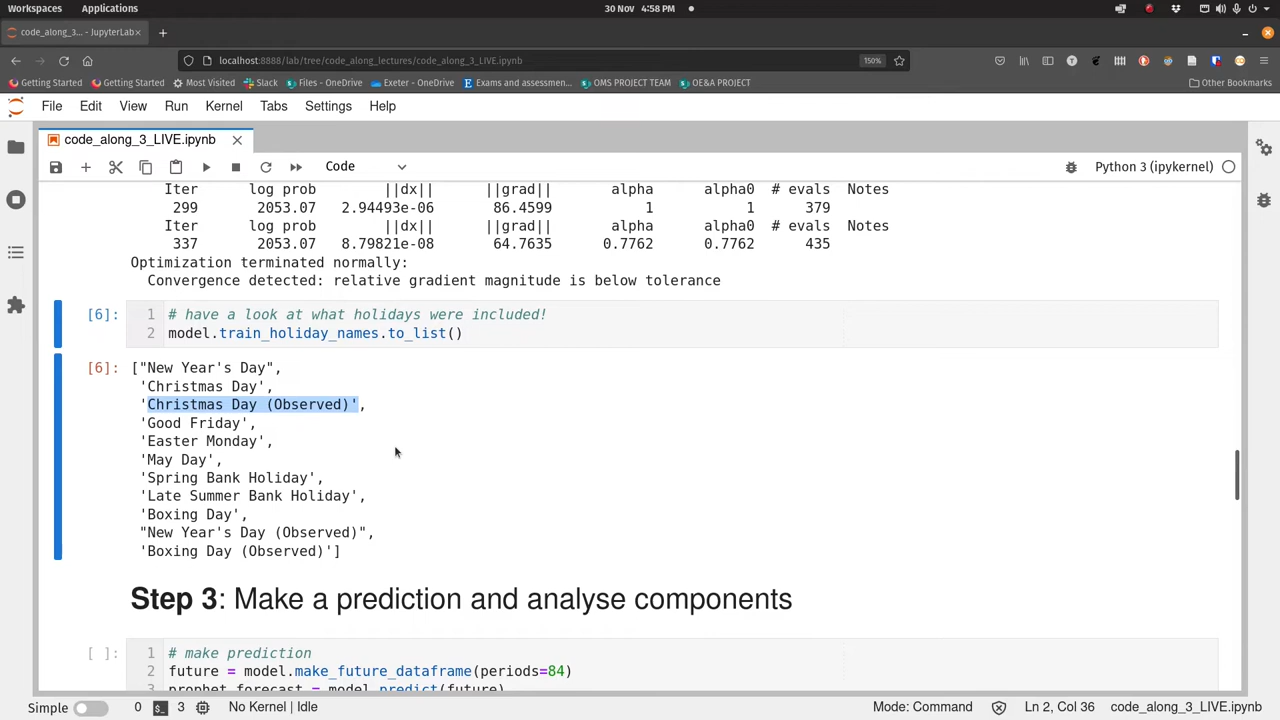 Workspaces Applications 30 Nov 4:58 PM
code_along_3... - JupyterLab
localhost:8888/lab/tree/code_along_lectures/code_along_3_LIVE.ipynb 150%
Getting Started Getting Started Most Visited Slack Files - OneDrive Exeter - OneDrive Exams and assessmen... OMS PROJECT TEAM OE&A PROJECT Other Bookmarks
File Edit View Run Kernel Tabs Settings Help
code_along_3_LIVE.ipynb
Code Python 3 (ipykernel)
Iter log prob ||dx|| ||grad|| alpha alpha0 # evals Notes
299 2053.07 2.94493e-06 86.4599 1 1 379
Iter log prob ||dx|| ||grad|| alpha alpha0 # evals Notes
337 2053.07 8.79821e-08 64.7635 0.7762 0.7762 435
Optimization terminated normally:
Convergence detected: relative gradient magnitude is below tolerance
[6]: 1 # have a look at what holidays were included!
2 model.train_holiday_names.to_list()
[6]: ["New Year's Day",
'Christmas Day',
'Christmas Day (Observed)',
'Good Friday',
'Easter Monday',
'May Day',
'Spring Bank Holiday',
'Late Summer Bank Holiday',
'Boxing Day',
"New Year's Day (Observed)",
'Boxing Day (Observed)']
Step 3: Make a prediction and analyse components
[ ]: 1 # make prediction
2 future = model.make_future_dataframe(periods=84)
3 prophet_forecast = model.predict(future)
Simple 0 3 No Kernel | Idle Mode: Command Ln 2, Col 36 code_along_3_LIVE.ipynb